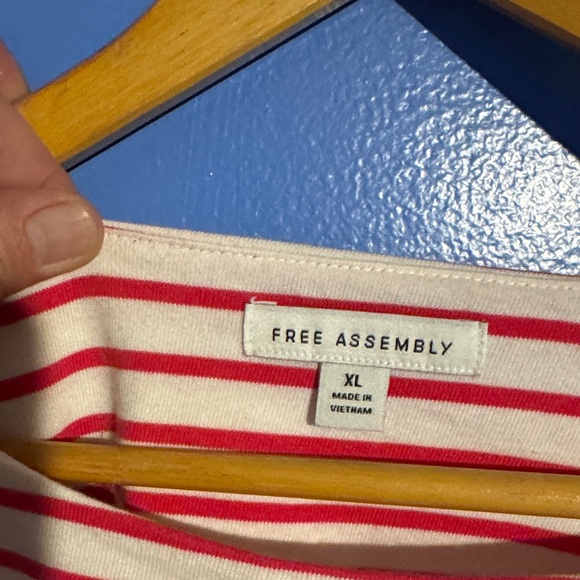 FREE ASSEMBLY
XL
MADE IN
VIETNAM